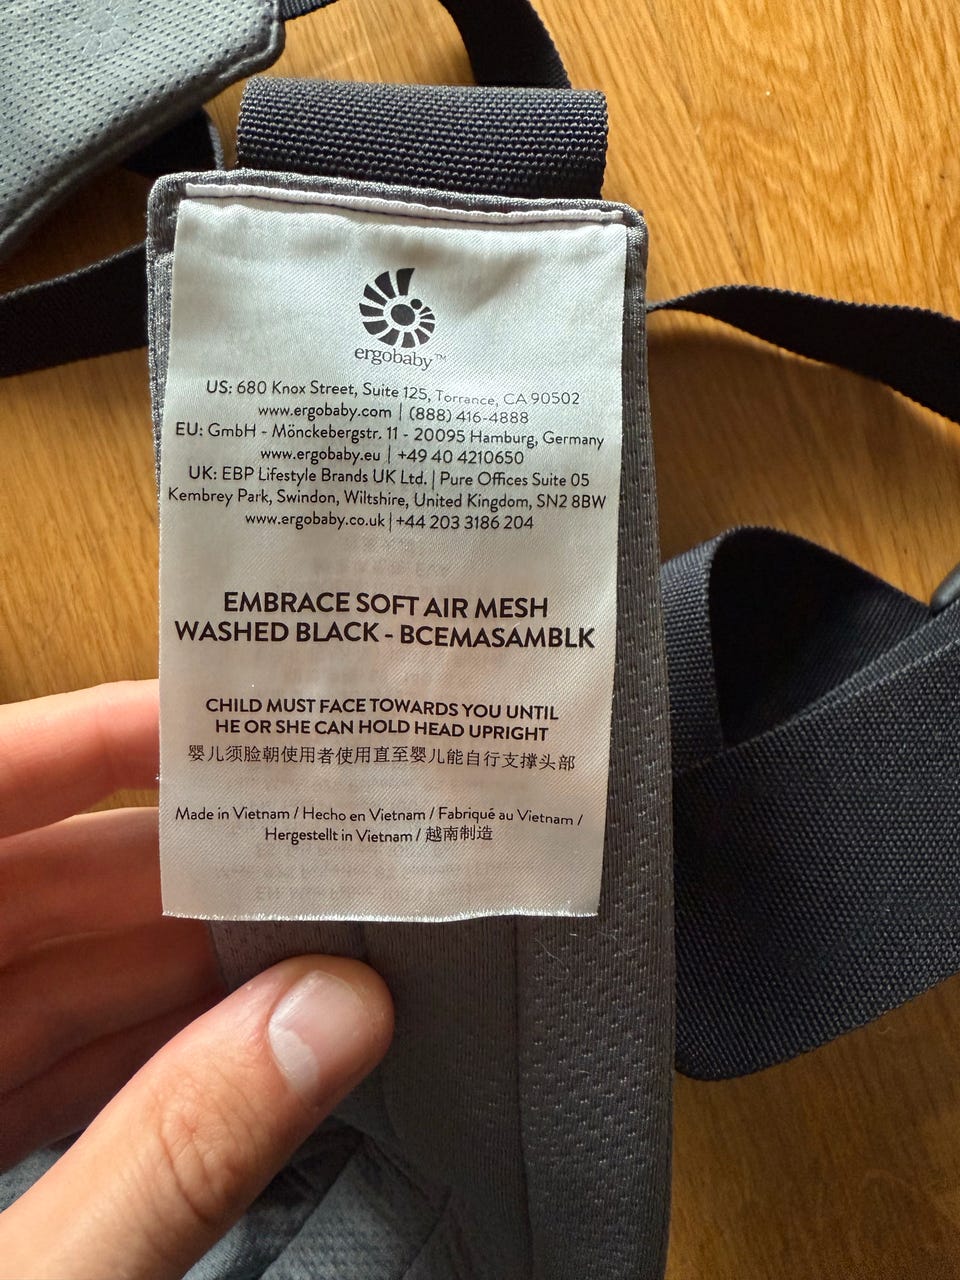 ergobaby™
US: 680 Knox Street, Suite 125, Torrance, CA 90502
www.ergobaby.com | (888) 416-4888
EU: GmbH - Mönckebergstr. 11 - 20095 Hamburg, Germany
www.ergobaby.eu | +49 40 4210650
UK: EBP Lifestyle Brands UK Ltd. | Pure Offices Suite 05
Kembrey Park, Swindon, Wiltshire, United Kingdom, SN2 8BW
www.ergobaby.co.uk | +44 203 3186 204
EMBRACE SOFT AIR MESH
WASHED BLACK - BCEMASAMBLK
CHILD MUST FACE TOWARDS YOU UNTIL
HE OR SHE CAN HOLD HEAD UPRIGHT
婴儿须脸朝使用者使用直至婴儿能自行支撑头部
Made in Vietnam / Hecho en Vietnam / Fabriqué au Vietnam /
Hergestellt in Vietnam / 越南制造